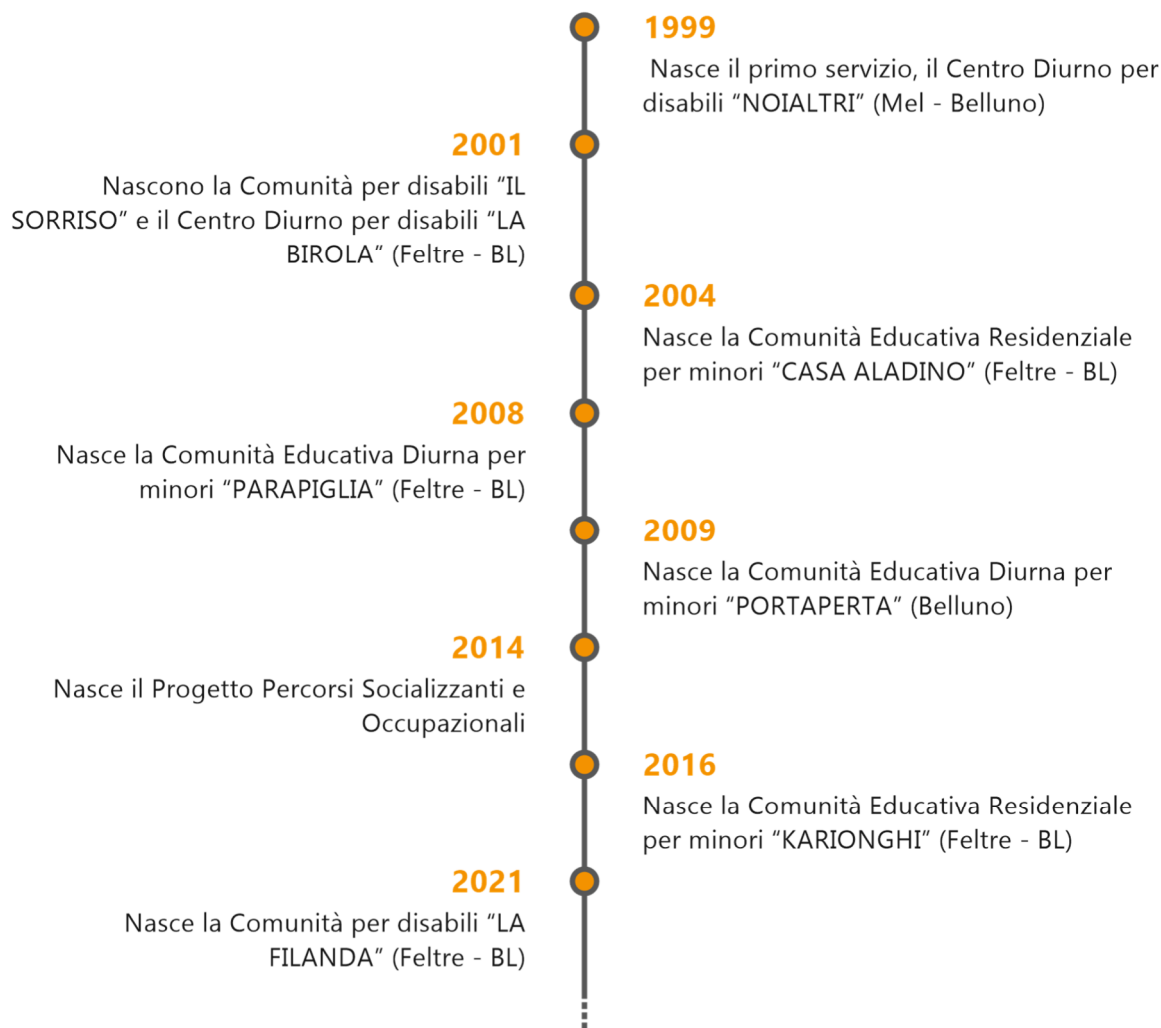 1999
Nasce il primo servizio, il Centro Diurno per
disabili “NOIALTRI” (Mel - Belluno)
2001
Nascono la Comunità per disabili “IL
SORRISO” e il Centro Diurno per disabili “LA
BIROLA” (Feltre - BL)
2004
Nasce la Comunità Educativa Residenziale
per minori “CASA ALADINO” (Feltre - BL)
2008
Nasce la Comunità Educativa Diurna per
minori “PARAPIGLIA” (Feltre - BL)
2009
Nasce la Comunità Educativa Diurna per
minori “PORTAPERTA” (Belluno)
2014
Nasce il Progetto Percorsi Socializzanti e
Occupazionali
2016
Nasce la Comunità Educativa Residenziale
per minori “KARIONGHI” (Feltre - BL)
2021
Nasce la Comunità per disabili “LA
FILANDA” (Feltre - BL)